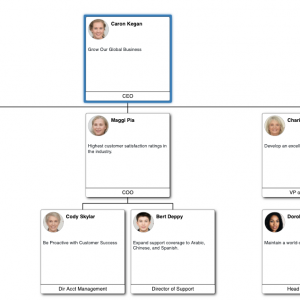 Caron Kegan
Grow Our Global Business
CEO
Maggi Pia
Highest customer satisfaction ratings in
the industry.
COO
Develop an excell
VP o
Cody Skylar
Be Proactive with Customer Success
Dir Acct Management
Bert Deppy
Expand support coverage to Arabic,
Chinese, and Spanish
Director of Support
Maintain a world-
Head